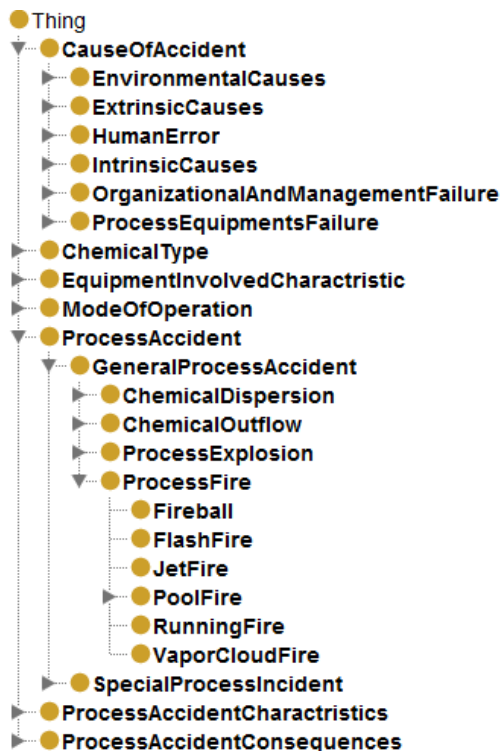 Thing
CauseOfAccident
EnvironmentalCauses
ExtrinsicCauses
HumanError
IntrinsicCauses
OrganizationalAndManagementFailure
ProcessEquipmentsFailure
ChemicalType
EquipmentInvolvedCharactristic
ModeOfOperation
ProcessAccident
GeneralProcessAccident
ChemicalDispersion
ChemicalOutflow
ProcessExplosion
ProcessFire
Fireball
FlashFire
JetFire
PoolFire
RunningFire
VaporCloudFire
SpecialProcessIncident
ProcessAccidentCharactristics
ProcessAccidentConsequences